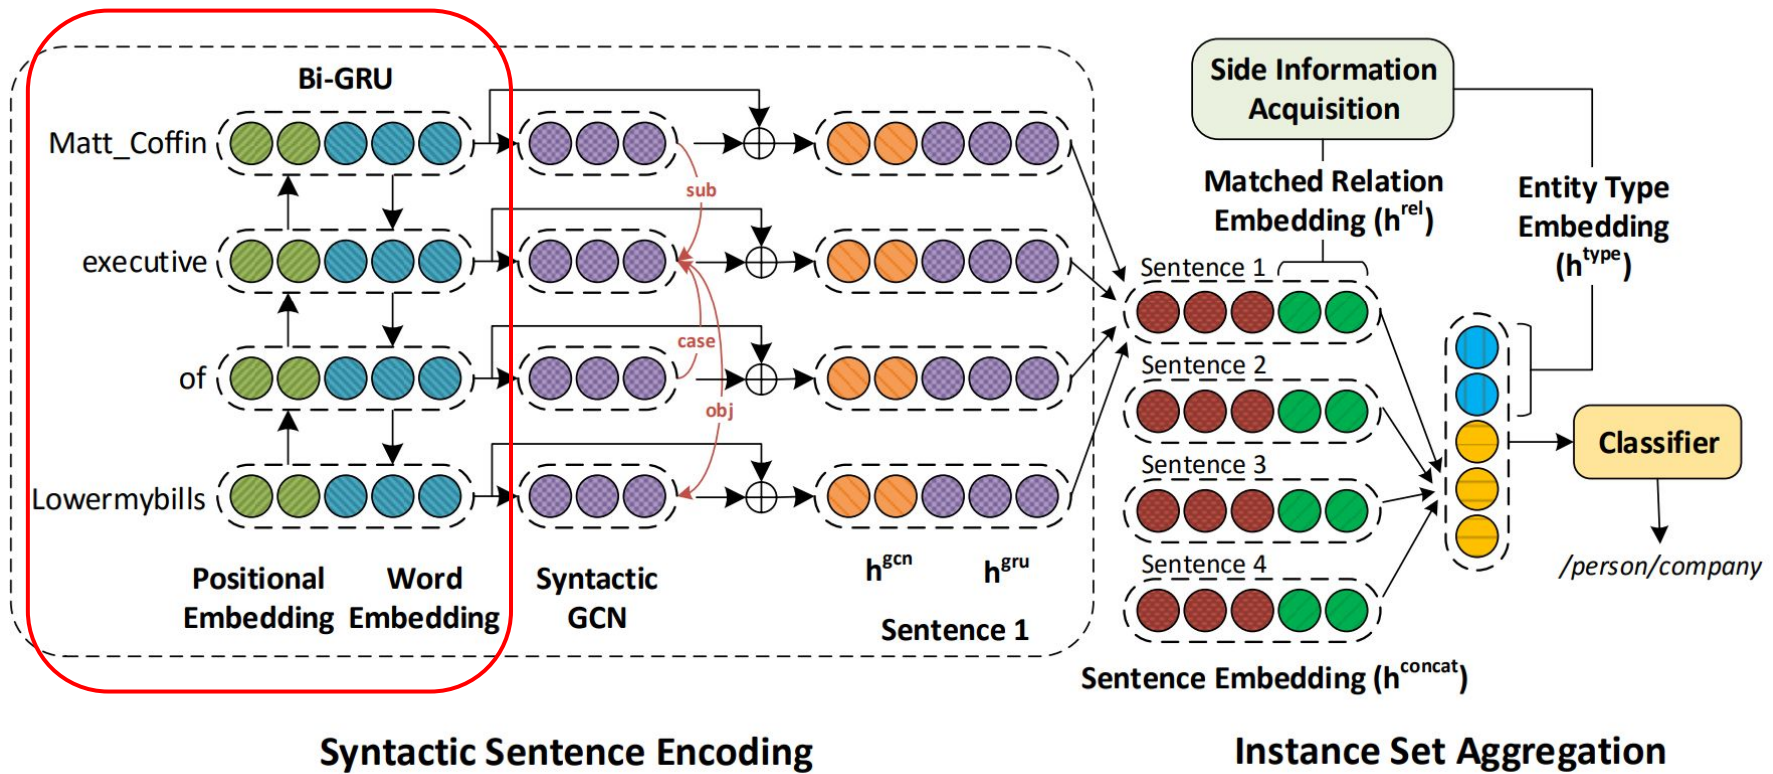 Bi-GRU
Matt_Coffin
executive
of
Lowermybills
Positional
Embedding
Word
Embedding
sub
case
obj
Syntactic
GCN
h^gcn
h^gru
Sentence 1
Syntactic Sentence Encoding
Side Information
Acquisition
Matched Relation
Embedding (h^rel)
Entity Type
Embedding
(h^type)
Sentence 1
Sentence 2
Sentence 3
Sentence 4
Sentence Embedding (h^concat)
Classifier
/person/company
Instance Set Aggregation